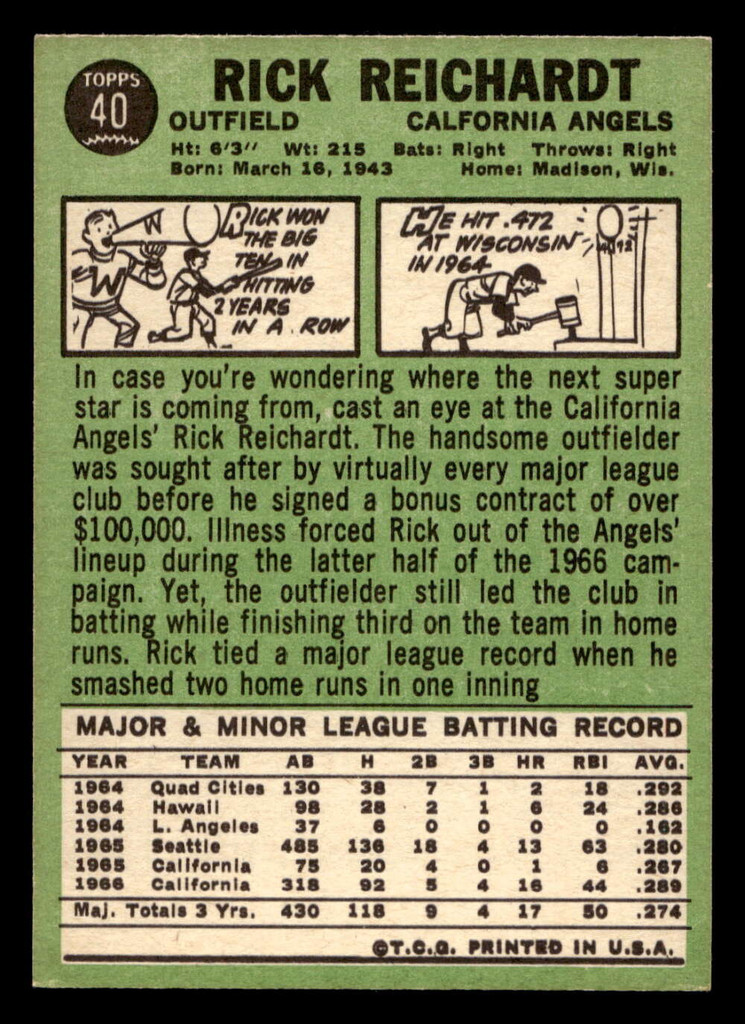 TOPPS
40
RICK REICHARDT
OUTFIELD CALFORNIA ANGELS
Ht: 6'3" Wt: 215 Bats: Right Throws: Right
Born: March 16, 1943 Home: Madison, Wis.
W
W
RICK WON
THE BIG
TEN IN
HITTING
2 YEARS
IN A ROW
HE HIT .472
AT WISCONSIN
IN 1964
.472
In case you're wondering where the next super
star is coming from, cast an eye at the California
Angels' Rick Reichardt. The handsome outfielder
was sought after by virtually every major league
club before he signed a bonus contract of over
$100,000. Illness forced Rick out of the Angels'
lineup during the latter half of the 1966 cam-
paign. Yet, the outfielder still led the club in
batting while finishing third on the team in home
runs. Rick tied a major league record when he
smashed two home runs in one inning
MAJOR & MINOR LEAGUE BATTING RECORD
YEAR TEAM AB H 2B 3B HR RBI AVG.
1964 Quad Cities 130 38 7 1 2 18 .292
1964 Hawaii 98 28 2 1 6 24 .286
1964 L. Angeles 37 6 0 0 0 0 .162
1965 Seattle 485 136 18 4 13 63 .280
1965 California 75 20 4 0 1 6 .267
1966 California 318 92 5 4 16 44 .289
Maj. Totals 3 Yrs. 430 118 9 4 17 50 .274
©T.C.G. PRINTED IN U.S.A.